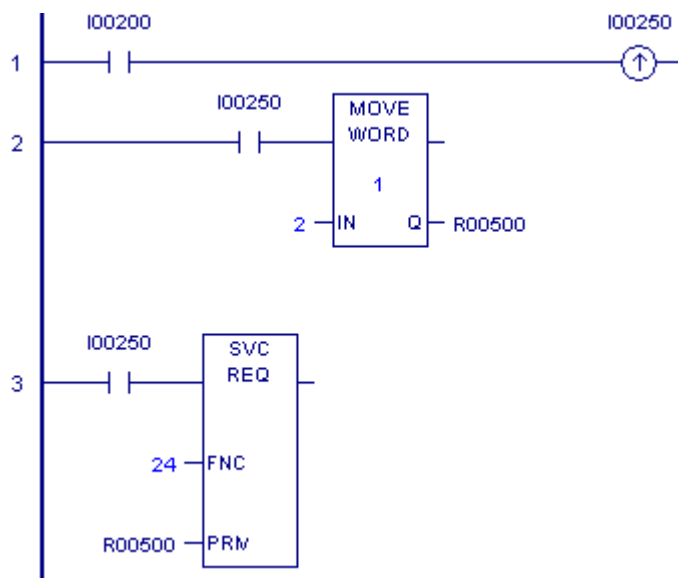 I00200 I00250
1
I00250 MOVE
2 WORD
1
2 IN Q R00500
I00250 SVC
3 REQ
24 FNC
R00500 PRM